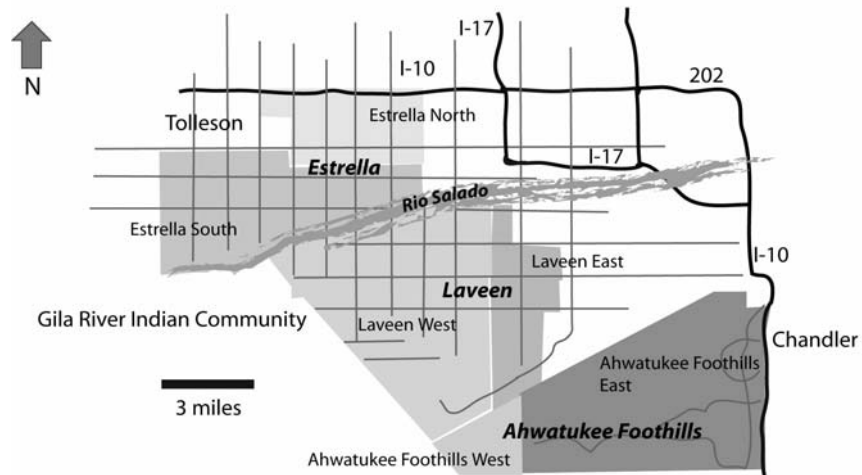 I-17
I-10
202
N
Tolleson
Estrella North
I-17
Estrella
Rio Salado
Estrella South
Laveen East
I-10
Laveen
Gila River Indian Community
Laveen West
Chandler
Ahwatukee Foothills
East
3 miles
Ahwatukee Foothills
Ahwatukee Foothills West